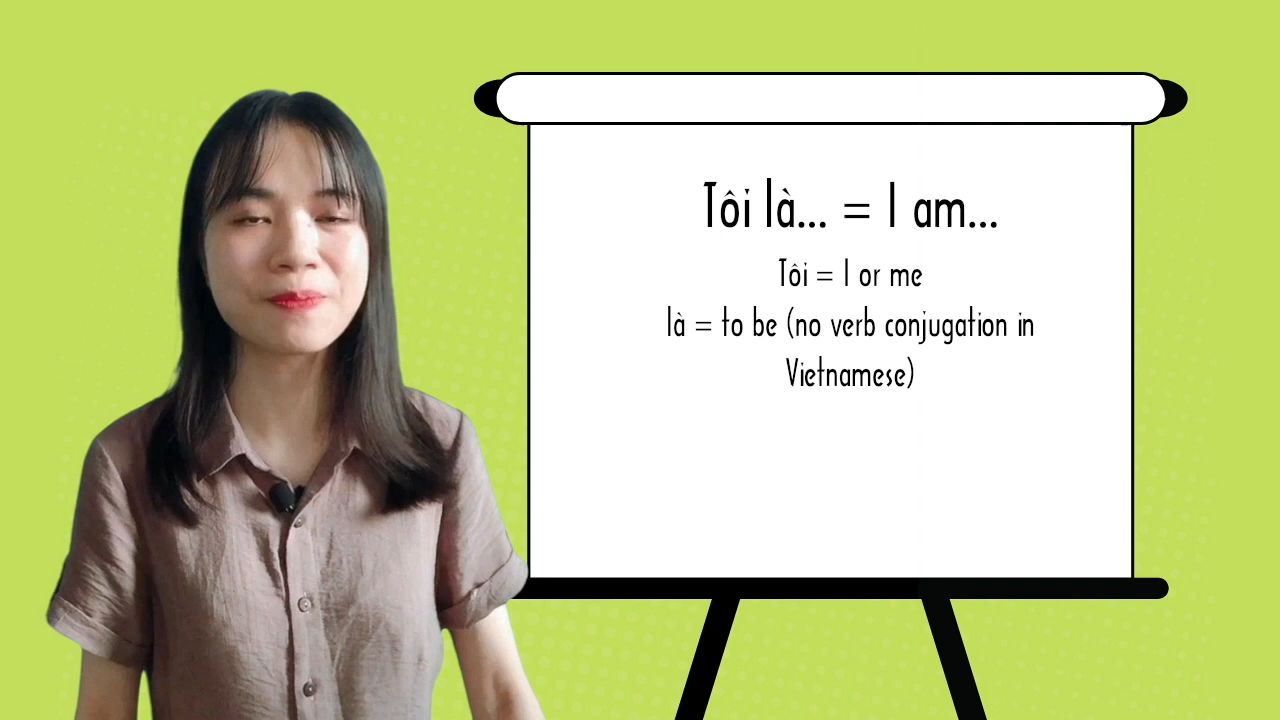 Tôi là... = I am...
Tôi = I or me
là = to be (no verb conjugation in
Vietnamese)